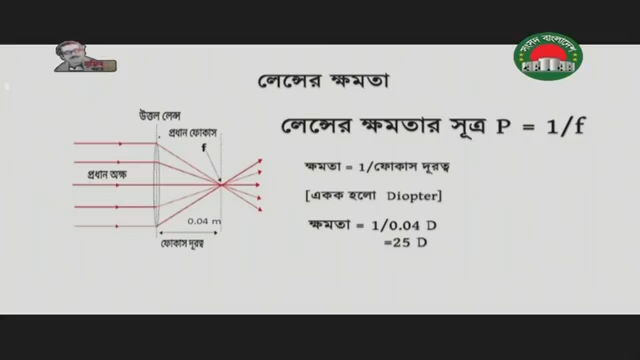 সংসদ বাংলাদেশ
লেন্সের ক্ষমতা
উত্তল লেন্স
প্রধান ফোকাস
f
প্রধান অক্ষ
0.04 m
ফোকাস দূরত্ব
লেন্সের ক্ষমতার সূত্র P = 1/f
ক্ষমতা = 1/ফোকাস দূরত্ব
[একক হলো Diopter]
ক্ষমতা = 1/0.04 D
=25 D